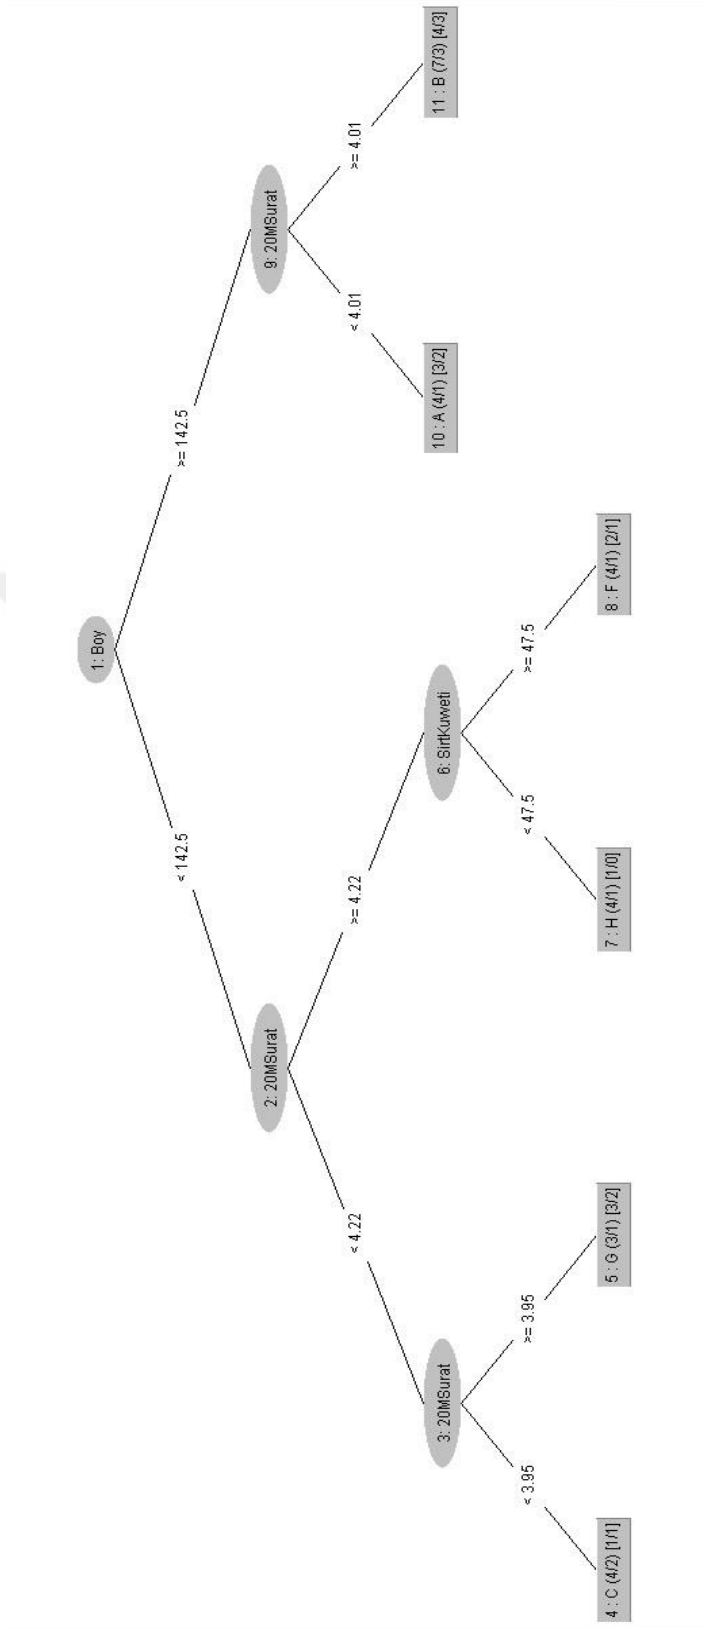 1: Boy
< 142.5
>= 142.5
2: 20MSurat
9: 20MSurat
< 4.22
>= 4.22
< 4.01
>= 4.01
3: 20MSurat
6: SirtKuvveti
10 : A (4/1) [3/2]
11 : B (7/3) [4/3]
< 3.95
>= 3.95
< 47.5
>= 47.5
4 : C (4/2) [1/1]
5 : G (3/1) [3/2]
7 : H (4/1) [1/0]
8 : F (4/1) [2/1]